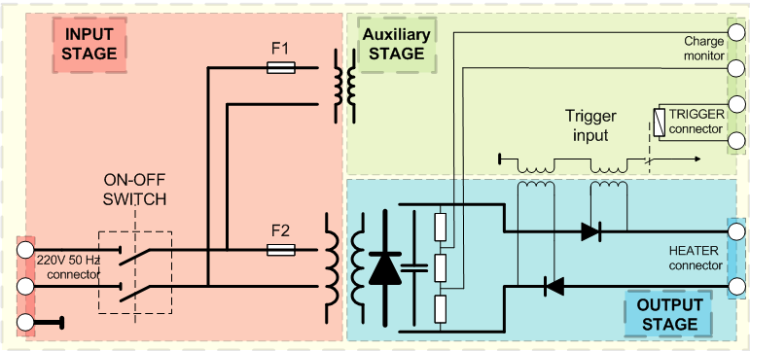 INPUT
STAGE
F1
Auxiliary
STAGE
Charge
monitor
Trigger
input
TRIGGER
connector
ON-OFF
SWITCH
F2
220V 50 Hz
connector
HEATER
connector
OUTPUT
STAGE